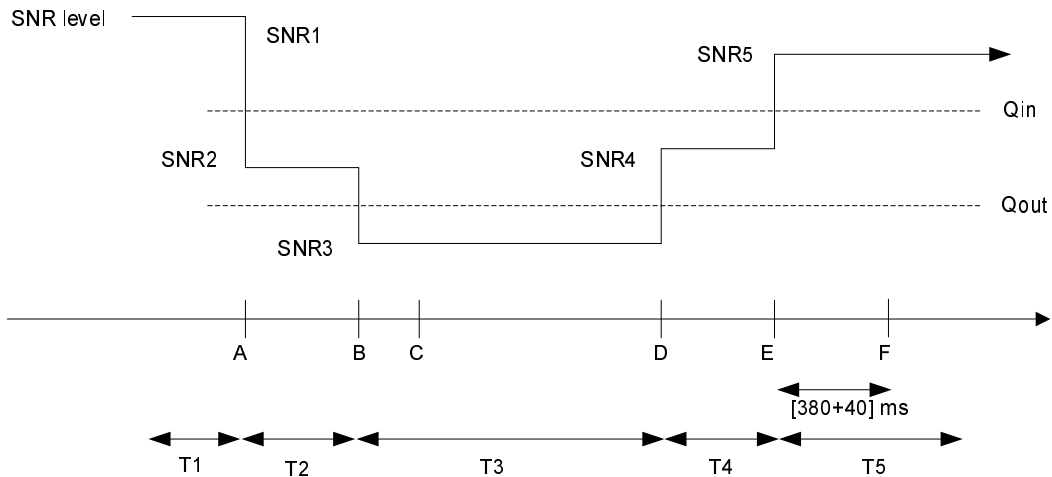 SNR level
SNR1
SNR5
Qin
SNR2
SNR4
Qout
SNR3
A
B
C
D
E
F
[380+40] ms
T1
T2
T3
T4
T5